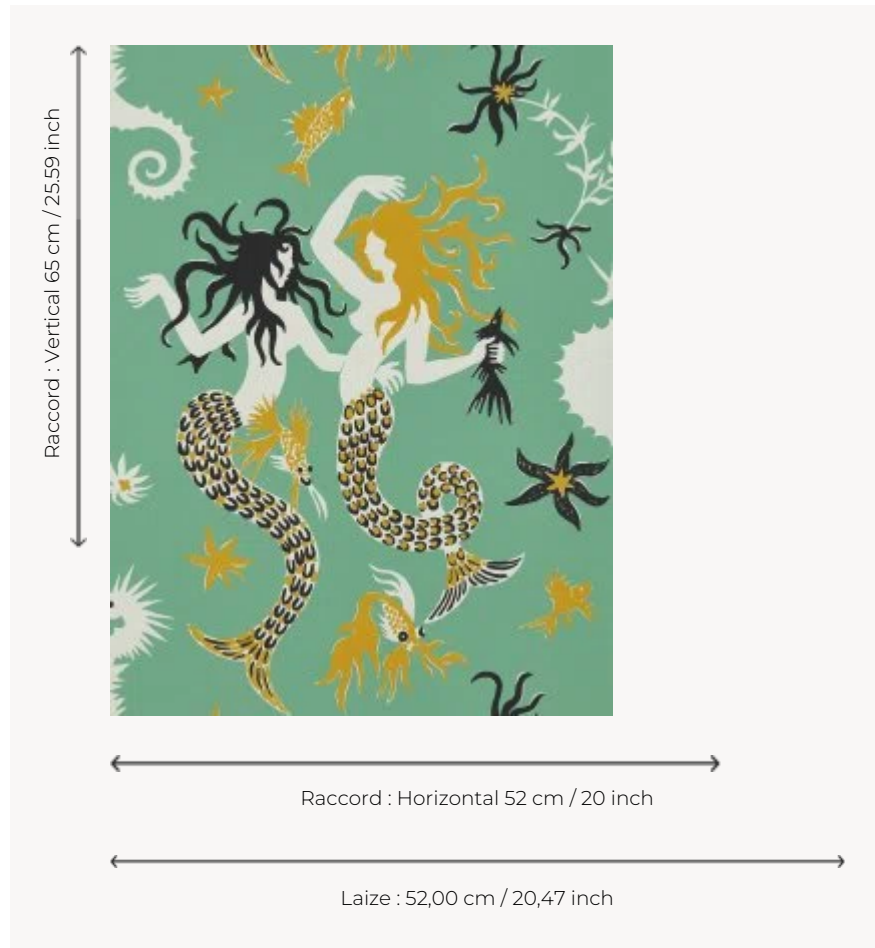 Raccord : Vertical 65 cm / 25.59 inch
Raccord : Horizontal 52 cm / 20 inch
Laize : 52,00 cm / 20,47 inch